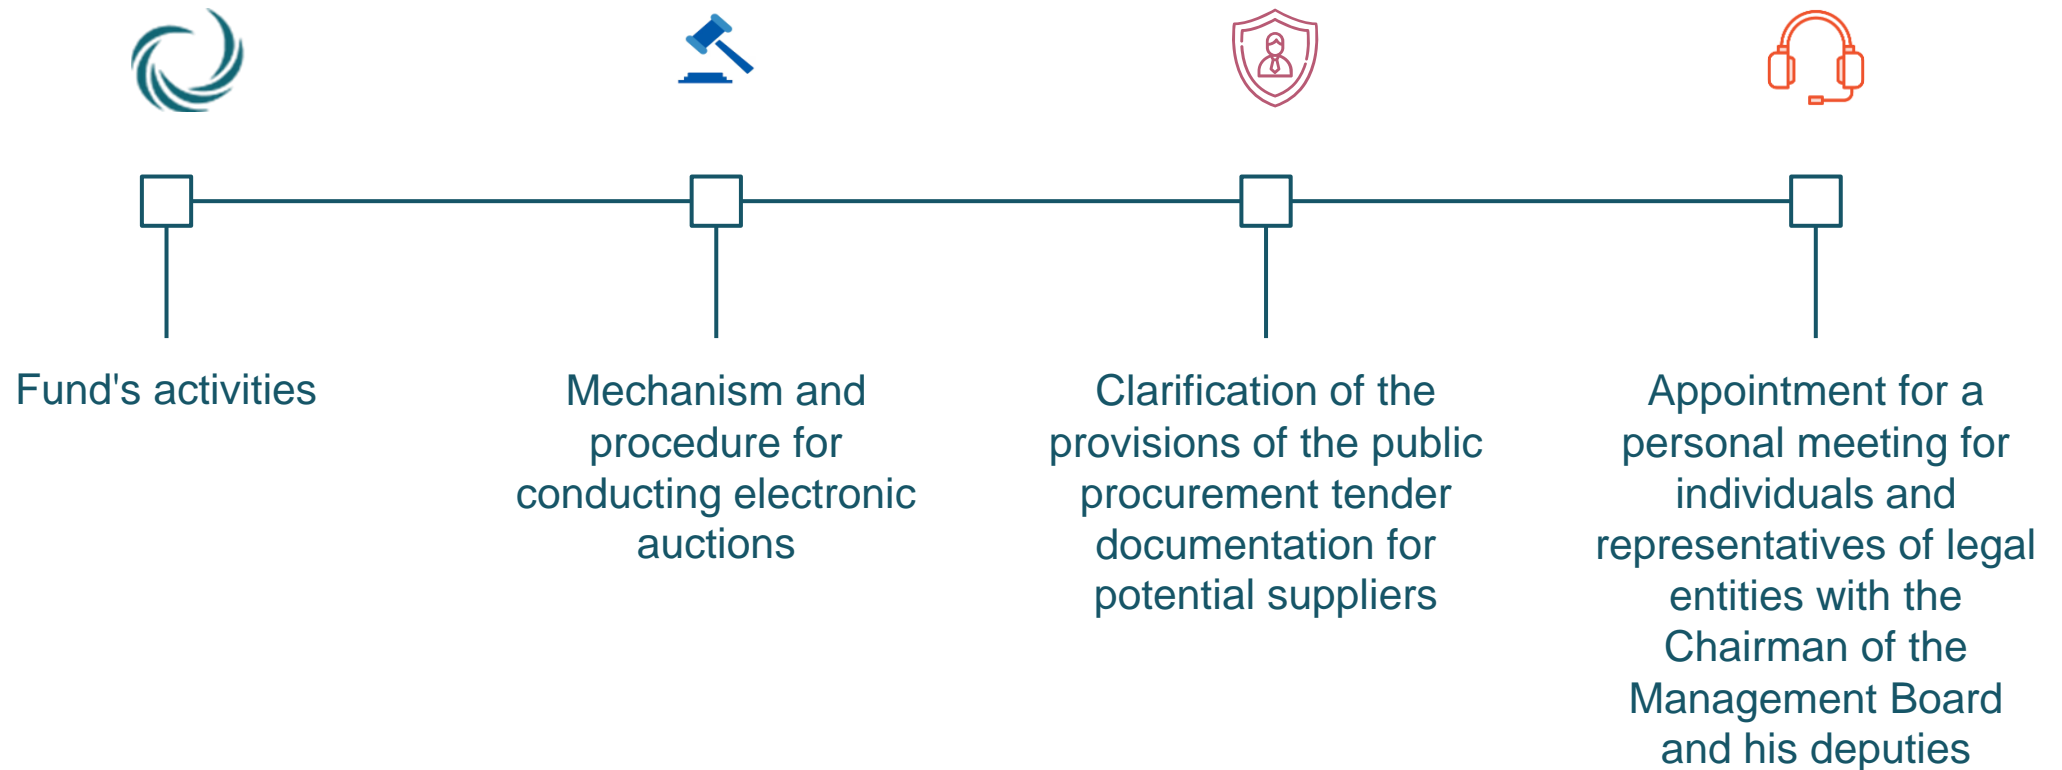 Fund's activities
Mechanism and
procedure for
conducting electronic
auctions
Clarification of the
provisions of the public
procurement tender
documentation for
potential suppliers
Appointment for a
personal meeting for
individuals and
representatives of legal
entities with the
Chairman of the
Management Board
and his deputies